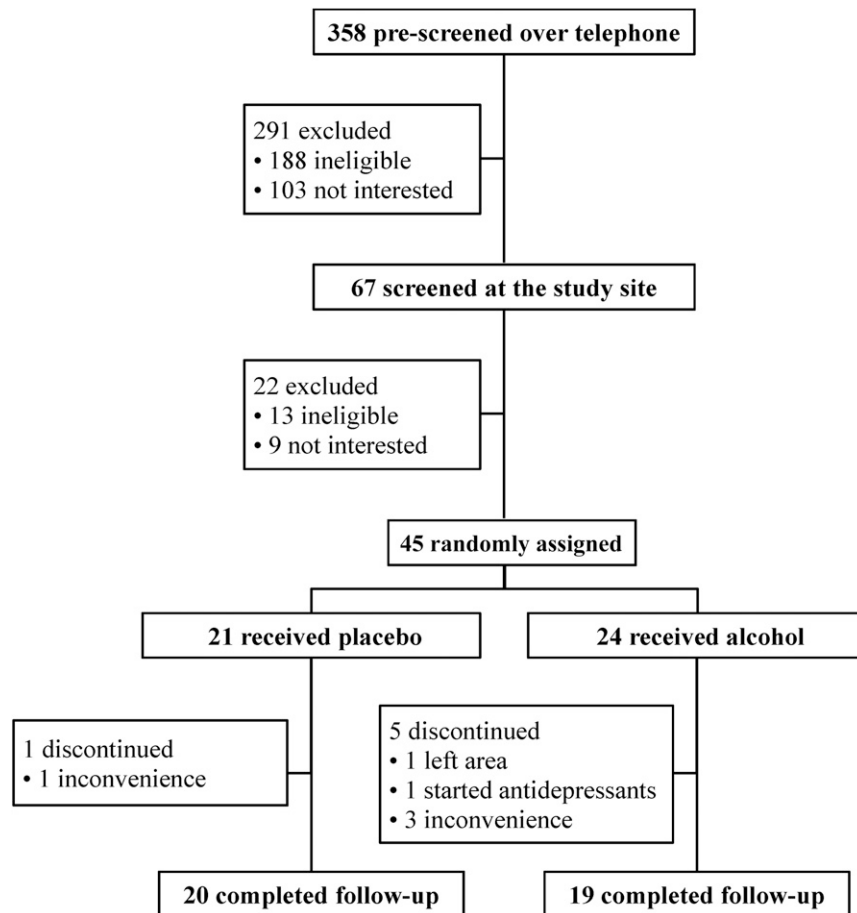 358 pre-screened over telephone
291 excluded
• 188 ineligible
• 103 not interested
67 screened at the study site
22 excluded
• 13 ineligible
• 9 not interested
45 randomly assigned
21 received placebo
24 received alcohol
1 discontinued
• 1 inconvenience
5 discontinued
• 1 left area
• 1 started antidepressants
• 3 inconvenience
20 completed follow-up
19 completed follow-up